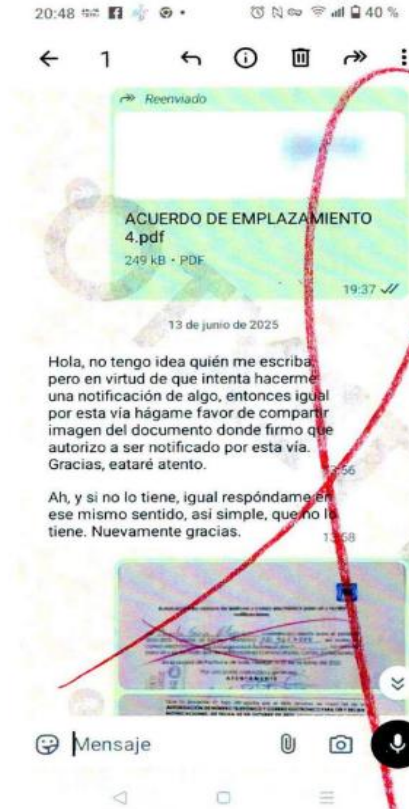 20:48
40 %
1
Reenviado
ACUERDO DE EMPLAZAMIENTO
4.pdf
249 kB • PDF
19:37
13 de junio de 2025
Hola, no tengo idea quién me escriba,
pero en virtud de que intenta hacerme
una notificación de algo, entonces igual
por esta vía hágame favor de compartir
imagen del documento donde firmo que
autorizo a ser notificado por esta vía.
Gracias, eataré atento.
13:56
Ah, y si no lo tiene, igual respóndame en
ese mismo sentido, así simple, que no lo
tiene. Nuevamente gracias.
13:58
Mensaje